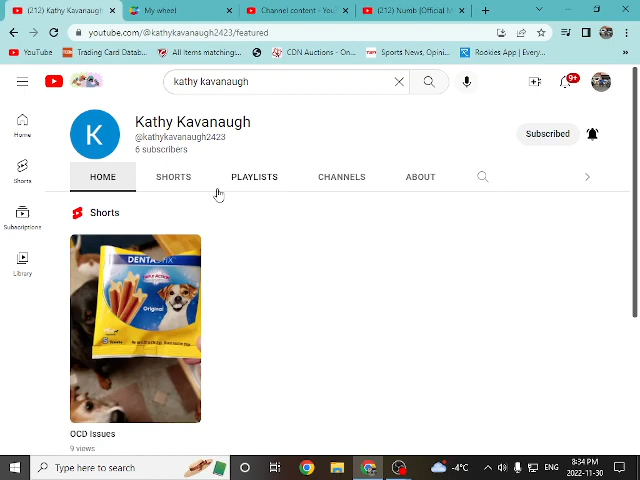 (212) Kathy Kavanaugh
My wheel
Channel content - You
(212) Numb [Official M
youtube.com/@kathykavanaugh2423/featured
YouTube
Trading Card Datab...
All Items matching:...
CDN Auctions - On...
Sports News, Opini...
Rookies App | Every...
kathy kavanaugh
9+
K
Kathy Kavanaugh
@kathykavanaugh2423
6 subscribers
Subscribed
HOME
SHORTS
PLAYLISTS
CHANNELS
ABOUT
Home
Shorts
Subscriptions
Library
Shorts
DENTASTIX
TRIPLE ACTION
Original
OCD Issues
9 views
Type here to search
-4°C
ENG
8:34 PM
2022-11-30